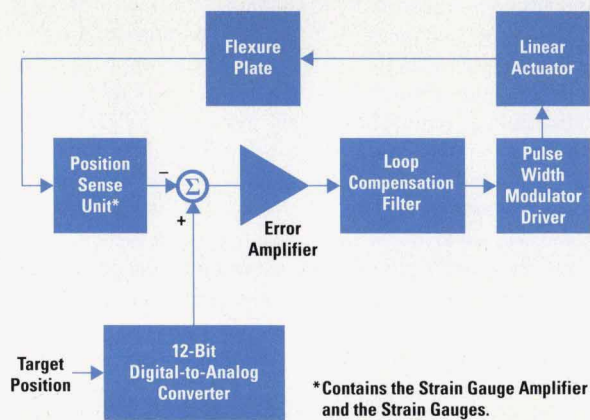 Flexure
Plate
Linear
Actuator
Position
Sense
Unit*
−
Σ
+
Error
Amplifier
Loop
Compensation
Filter
Pulse
Width
Modulator
Driver
Target
Position
12-Bit
Digital-to-Analog
Converter
*Contains the Strain Gauge Amplifier
and the Strain Gauges.